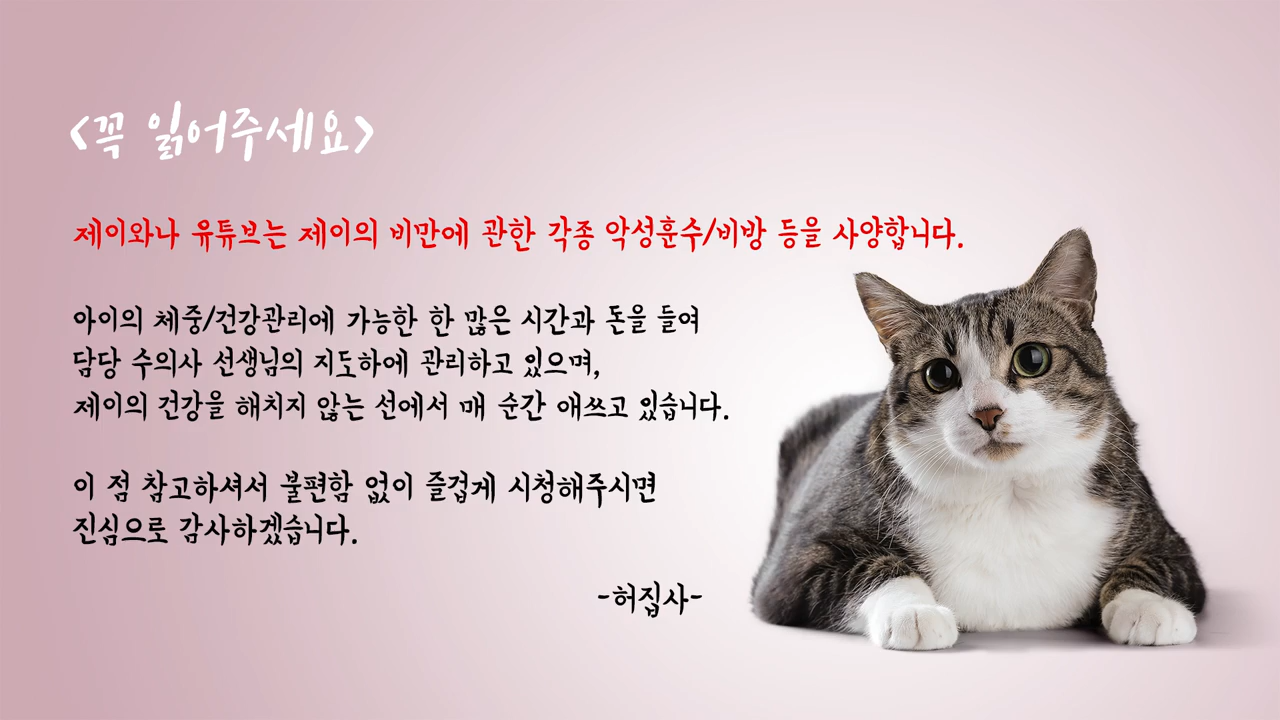 <꼭 읽어주세요>
제이와나 유튜브는 제이의 비만에 관한 각종 악성훈수/비방 등을 사양합니다.
아이의 체중/건강관리에 가능한 한 많은 시간과 돈을 들여
담당 수의사 선생님의 지도하에 관리하고 있으며,
제이의 건강을 해치지 않는 선에서 매 순간 애쓰고 있습니다.
이 점 참고하셔서 불편함 없이 즐겁게 시청해주시면
진심으로 감사하겠습니다.
-허집사-